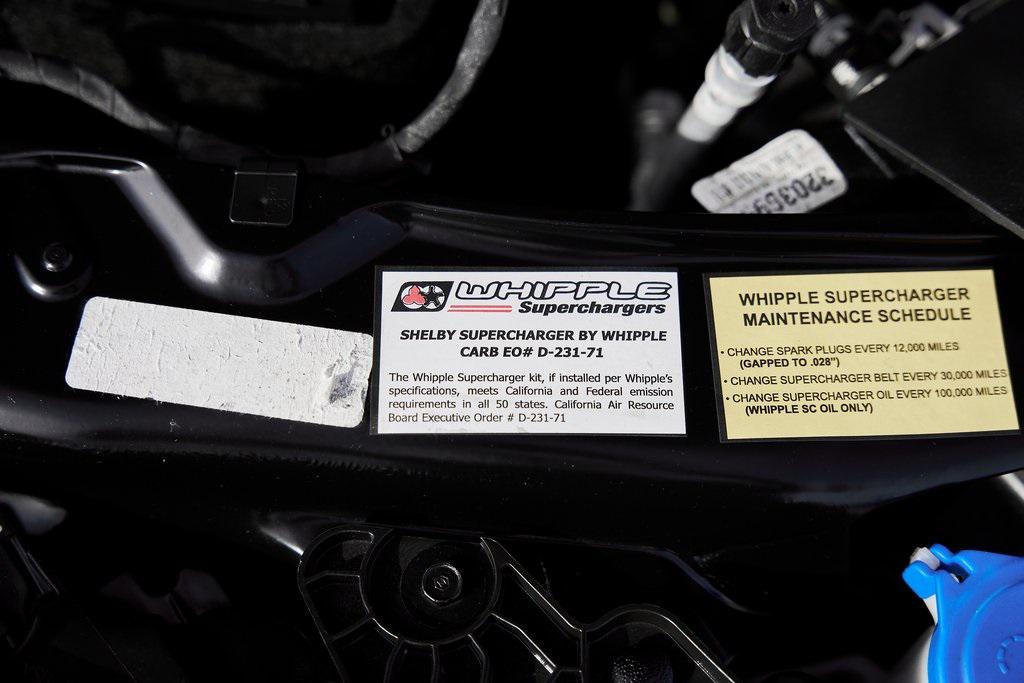 WHIPPLE
Superchargers
SHELBY SUPERCHARGER BY WHIPPLE
CARB EO# D-231-71
The Whipple Supercharger kit, if installed per Whipple's
specifications, meets California and Federal emission
requirements in all 50 states. California Air Resource
Board Executive Order # D-231-71
WHIPPLE SUPERCHARGER
MAINTENANCE SCHEDULE
• CHANGE SPARK PLUGS EVERY 12,000 MILES
(GAPPED TO .028")
• CHANGE SUPERCHARGER BELT EVERY 30,000 MILES
• CHANGE SUPERCHARGER OIL EVERY 100,000 MILES
(WHIPPLE SC OIL ONLY)